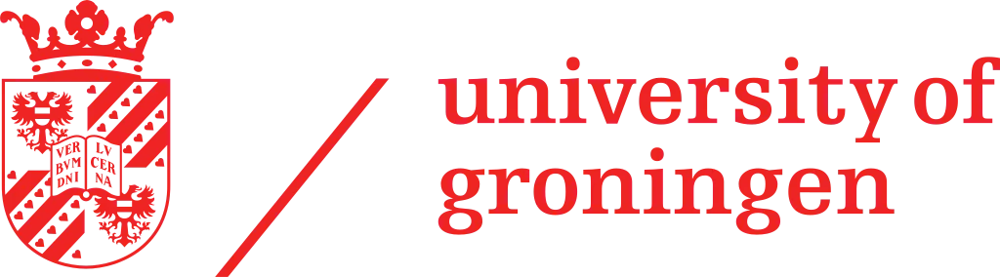 VER
BVM
DNI
LV
CER
NA
university of
groningen